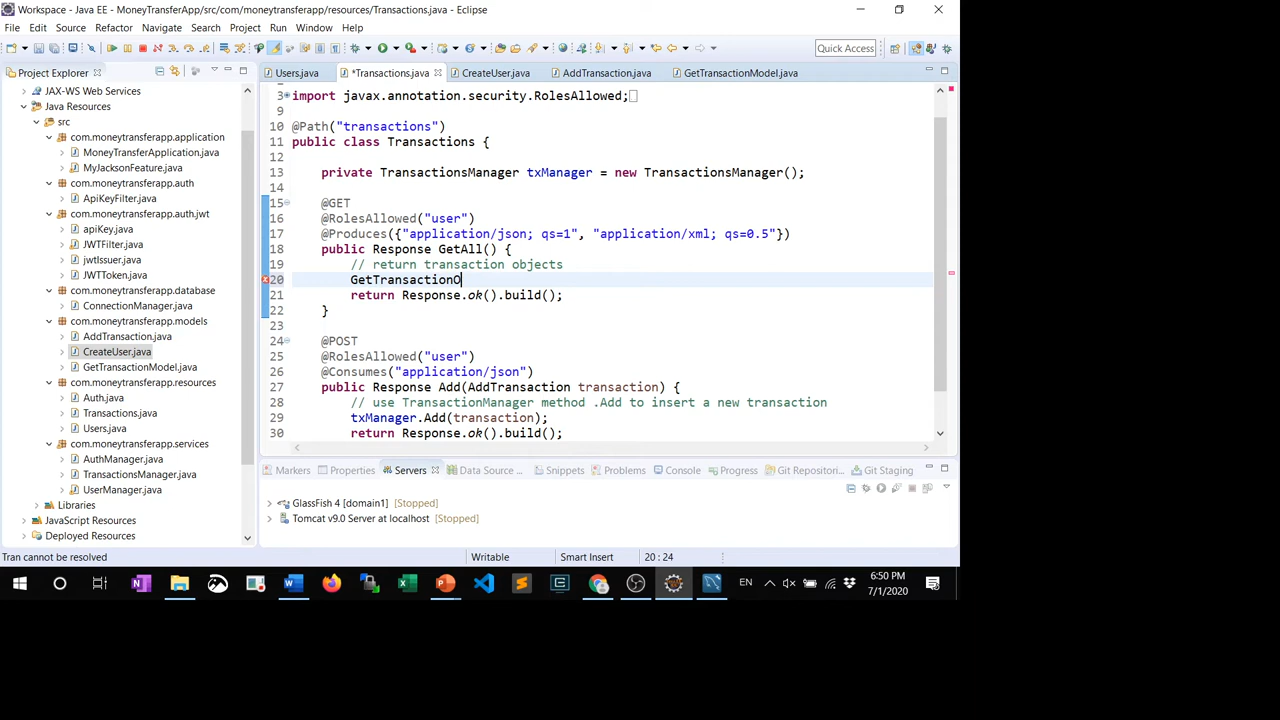 Workspace - Java EE - MoneyTransferApp/src/com/moneytransferapp/resources/Transactions.java - Eclipse
File Edit Source Refactor Navigate Search Project Run Window Help
Quick Access
Project Explorer
Users.java *Transactions.java CreateUser.java AddTransaction.java GetTransactionModel.java
JAX-WS Web Services
Java Resources
src
com.moneytransferapp.application
MoneyTransferApplication.java
MyJacksonFeature.java
com.moneytransferapp.auth
ApiKeyFilter.java
com.moneytransferapp.auth.jwt
apiKey.java
JWTFilter.java
jwtIssuer.java
JWTToken.java
com.moneytransferapp.database
ConnectionManager.java
com.moneytransferapp.models
AddTransaction.java
CreateUser.java
GetTransactionModel.java
com.moneytransferapp.resources
Auth.java
Transactions.java
Users.java
com.moneytransferapp.services
AuthManager.java
TransactionsManager.java
UserManager.java
Libraries
JavaScript Resources
Deployed Resources
3 import javax.annotation.security.RolesAllowed;
9
10 @Path("transactions")
11 public class Transactions {
12
13 private TransactionsManager txManager = new TransactionsManager();
14
15 @GET
16 @RolesAllowed("user")
17 @Produces({"application/json; qs=1", "application/xml; qs=0.5"})
18 public Response GetAll() {
19 // return transaction objects
20 GetTransactionO
21 return Response.ok().build();
22 }
23
24 @POST
25 @RolesAllowed("user")
26 @Consumes("application/json")
27 public Response Add(AddTransaction transaction) {
28 // use TransactionManager method .Add to insert a new transaction
29 txManager.Add(transaction);
30 return Response.ok().build();
Markers Properties Servers Data Source ... Snippets Problems Console Progress Git Repositori... Git Staging
GlassFish 4 [domain1] [Stopped]
Tomcat v9.0 Server at localhost [Stopped]
Tran cannot be resolved Writable Smart Insert 20 : 24
EN
6:50 PM
7/1/2020